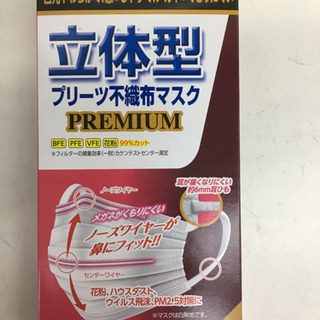 立体型
プリーツ不織布マスク
PREMIUM
BFE PFE VFE 花粉 99%カット
※フィルターの捕集効率(一財)カケンテストセンター測定
ノーズワイヤー
耳が痛くなりにくい
約6mm耳ひも
メガネがくもりにくい
ノーズワイヤーが
鼻にフィット!!
センターワイヤー
花粉、ハウスダスト、
ウイルス飛沫、PM2.5対策に
※マスクは白無地です。